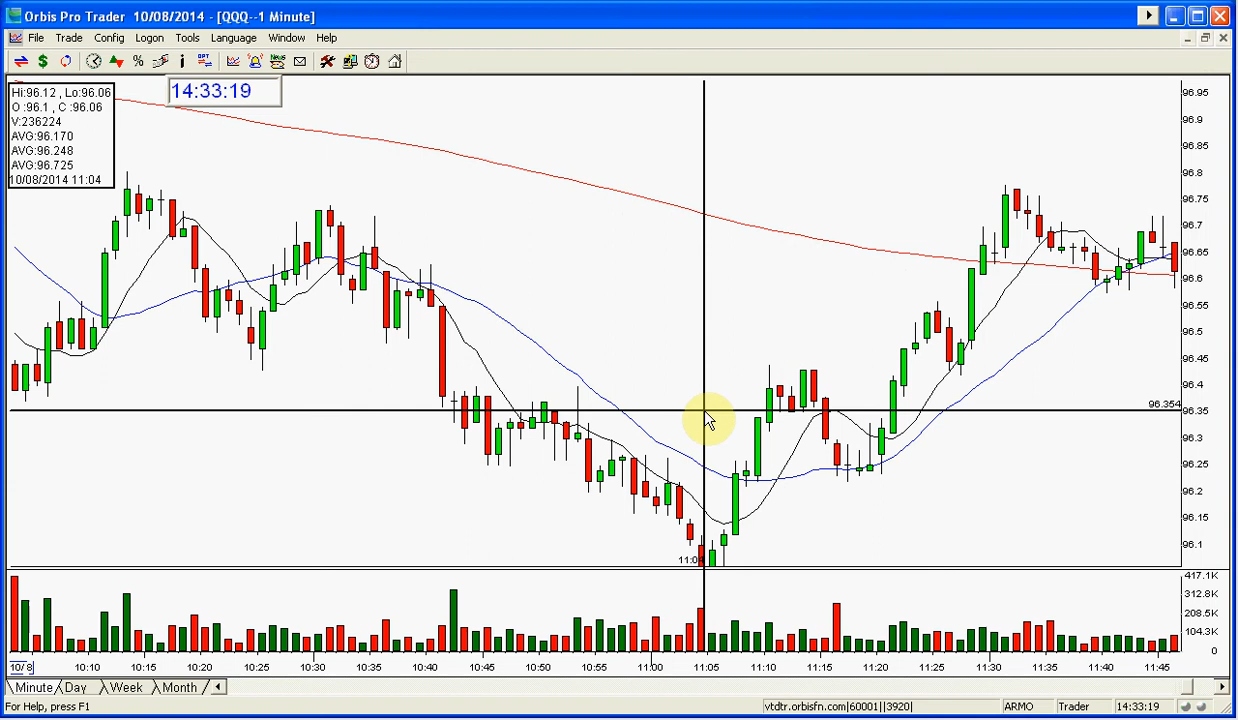 Orbis Pro Trader 10/08/2014 - [QQQ--1 Minute]
File Trade Config Logon Tools Language Window Help
14:33:19
Hi:96.12 , Lo:96.06
O :96.1 , C :96.06
V:236224
AVG:96.170
AVG:96.248
AVG:96.725
10/08/2014 11:04
96.95
96.9
96.85
96.8
96.75
96.7
96.65
96.6
96.55
96.5
96.45
96.4
96.354
96.35
96.3
96.25
96.2
96.15
96.1
11:04
417.1K
312.8K
208.5K
104.3K
0
10/ 8 10:10 10:15 10:20 10:25 10:30 10:35 10:40 10:45 10:50 10:55 11:00 11:05 11:10 11:15 11:20 11:25 11:30 11:35 11:40 11:45
Minute Day Week Month
For Help, press F1 vtdtr.orbisfn.com|60001||3920| ARMO Trader 14:33:19